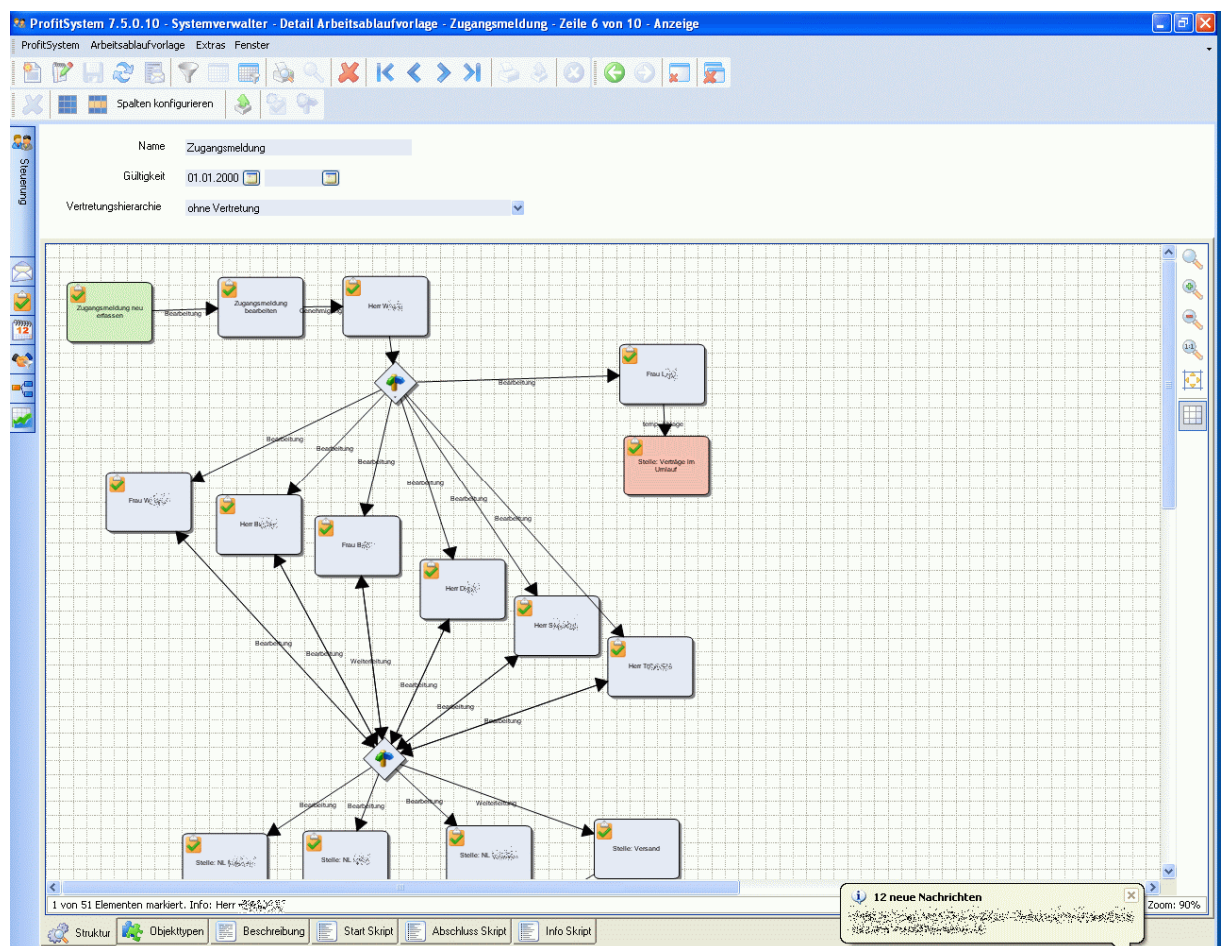 ProfitSystem 7.5.0.10 - Systemverwalter - Detail Arbeitsablaufvorlage - Zugangsmeldung - Zeile 6 von 10 - Anzeige
ProfitSystem Arbeitsablaufvorlage Extras Fenster
Spalten konfigurieren
Steuerung
12
Name Zugangsmeldung
Gültigkeit 01.01.2000
Vertretungshierarchie ohne Vertretung
Zugangsmeldung neu
erfassen
Bearbeitung
Zugangsmeldung
bearbeiten
Herr
Bearbeitung
Frau
Stelle: Verträge im
Umlauf
Bearbeitung
Bearbeitung
Bearbeitung
Bearbeitung
Bearbeitung
Bearbeitung
Frau
Herr
Frau
Herr
Herr
Herr
Bearbeitung
Bearbeitung
Weiterleitung
Bearbeitung
Bearbeitung
Bearbeitung
Bearbeitung
Bearbeitung
Bearbeitung
Weiterleitung
Stelle: NL
Stelle: NL
Stelle: NL
Stelle: Versand
1:1
1 von 51 Elementen markiert. Info: Herr
Zoom: 90%
12 neue Nachrichten
Struktur Objekttypen Beschreibung Start Skript Abschluss Skript Info Skript